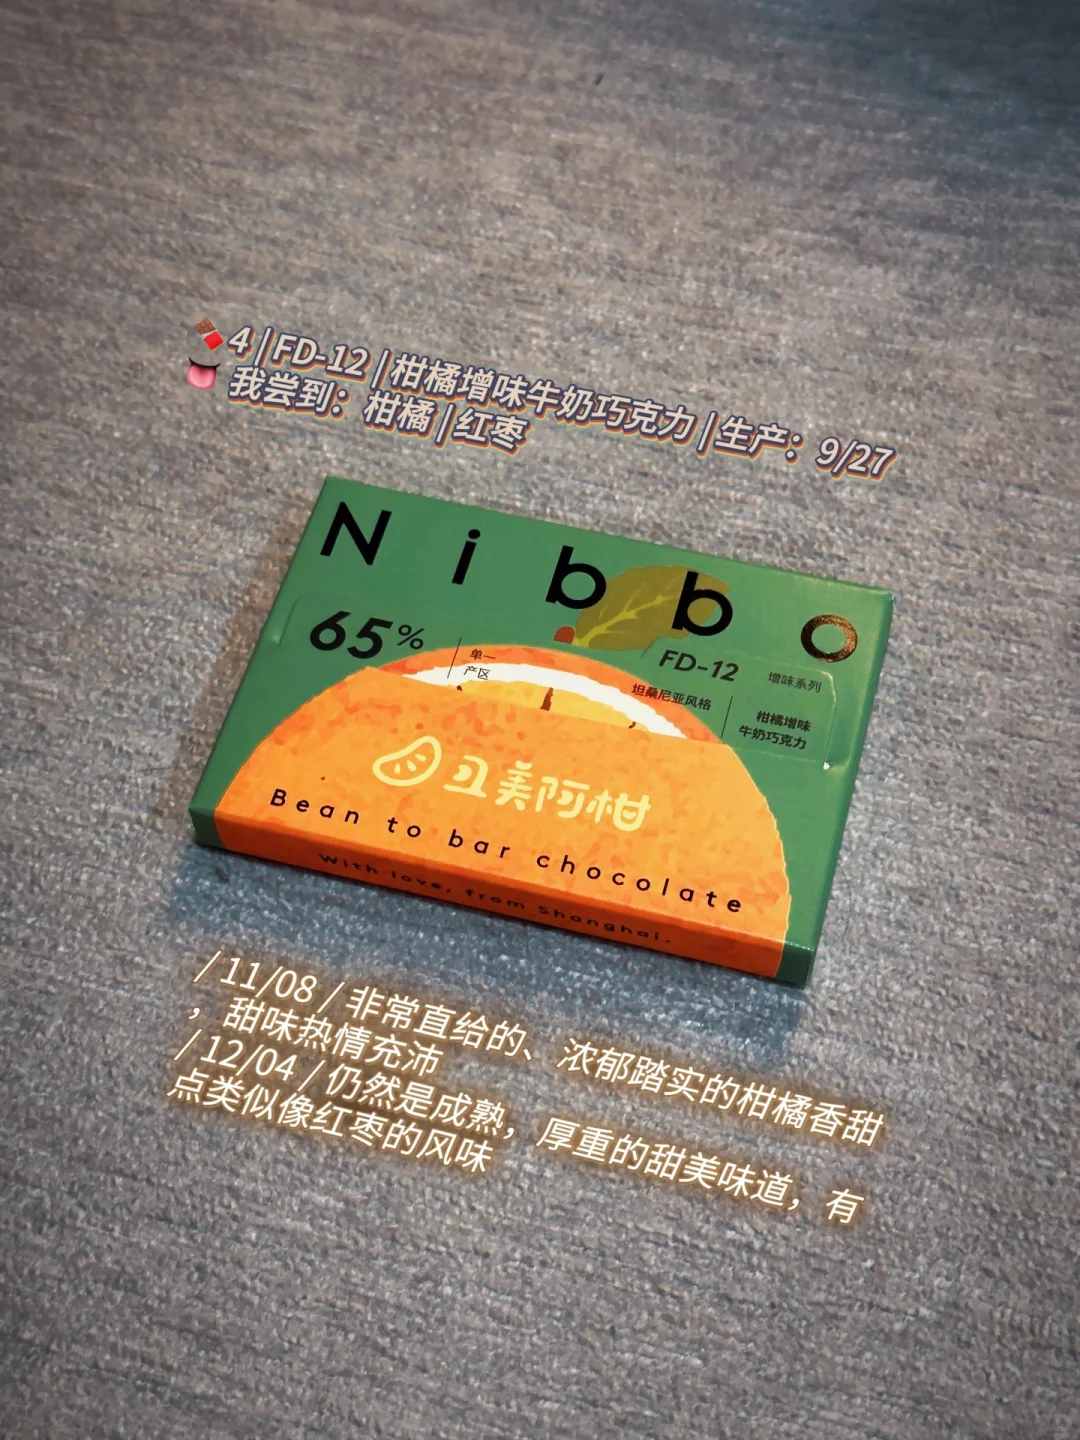 🍫 4 | FD-12 | 柑橘增味牛奶巧克力 | 生产：9/27
👅 我尝到：柑橘 | 红枣
Nibbo
65%
单一
产区
FD-12
增味系列
坦桑尼亚风格
柑橘增味
牛奶巧克力
丑美阿柑
Bean to bar chocolate
With love, from Shanghai.
/ 11/08 / 非常直给的、浓郁踏实的柑橘香甜
，甜味热情充沛
/ 12/04 / 仍然是成熟，厚重的甜美味道，有
点类似像红枣的风味